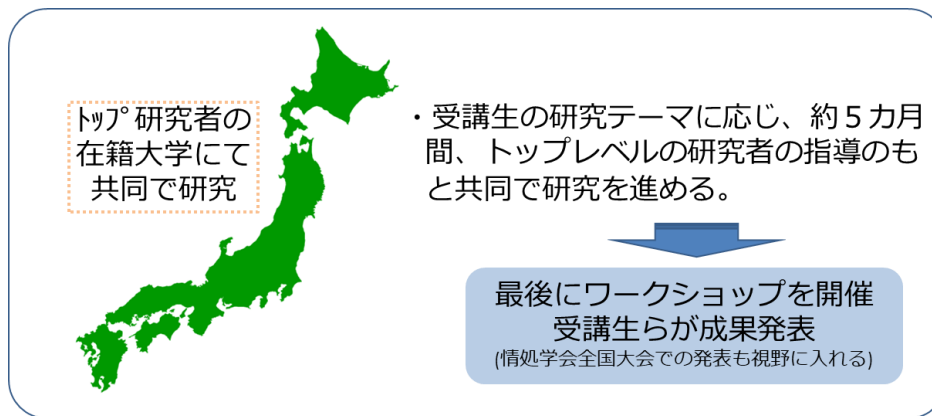 ﾄｯﾌﾟ研究者の
在籍大学にて
共同で研究
・受講生の研究テーマに応じ、約５カ月
間、トップレベルの研究者の指導のも
と共同で研究を進める。
最後にワークショップを開催
受講生らが成果発表
(情処学会全国大会での発表も視野に入れる)